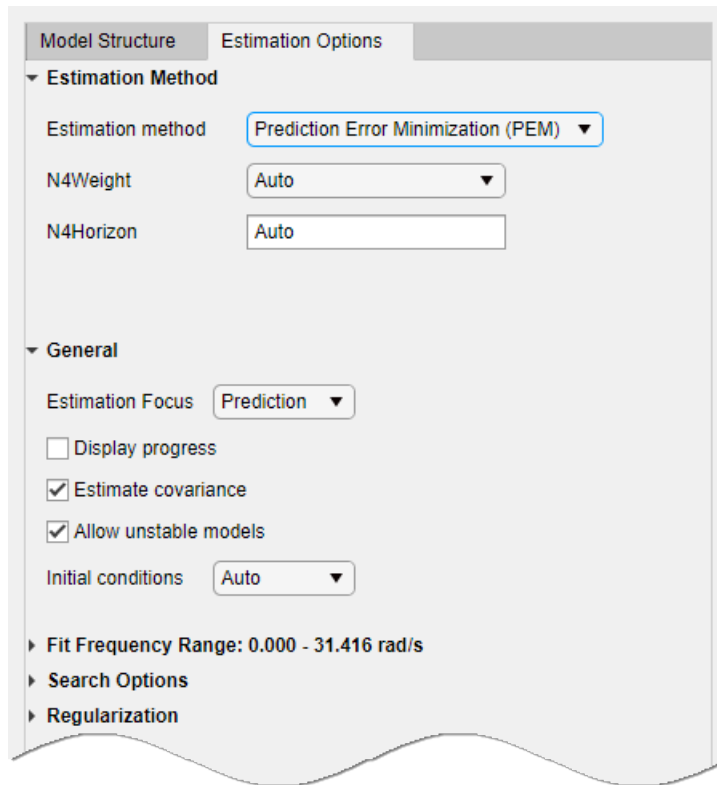 Model Structure Estimation Options
Estimation Method
Estimation method Prediction Error Minimization (PEM)
N4Weight Auto
N4Horizon Auto
General
Estimation Focus Prediction
Display progress
Estimate covariance
Allow unstable models
Initial conditions Auto
Fit Frequency Range: 0.000 - 31.416 rad/s
Search Options
Regularization